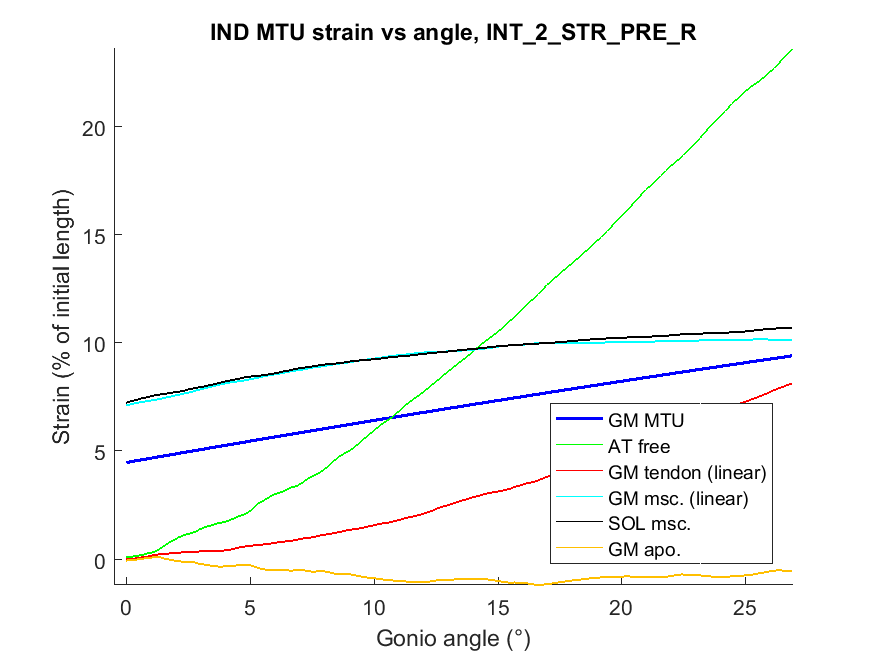 IND MTU strain vs angle, INT_2_STR_PRE_R
Strain (% of initial length)
20
15
10
5
0
GM MTU
AT free
GM tendon (linear)
GM msc. (linear)
SOL msc.
GM apo.
0 5 10 15 20 25
Gonio angle (°)